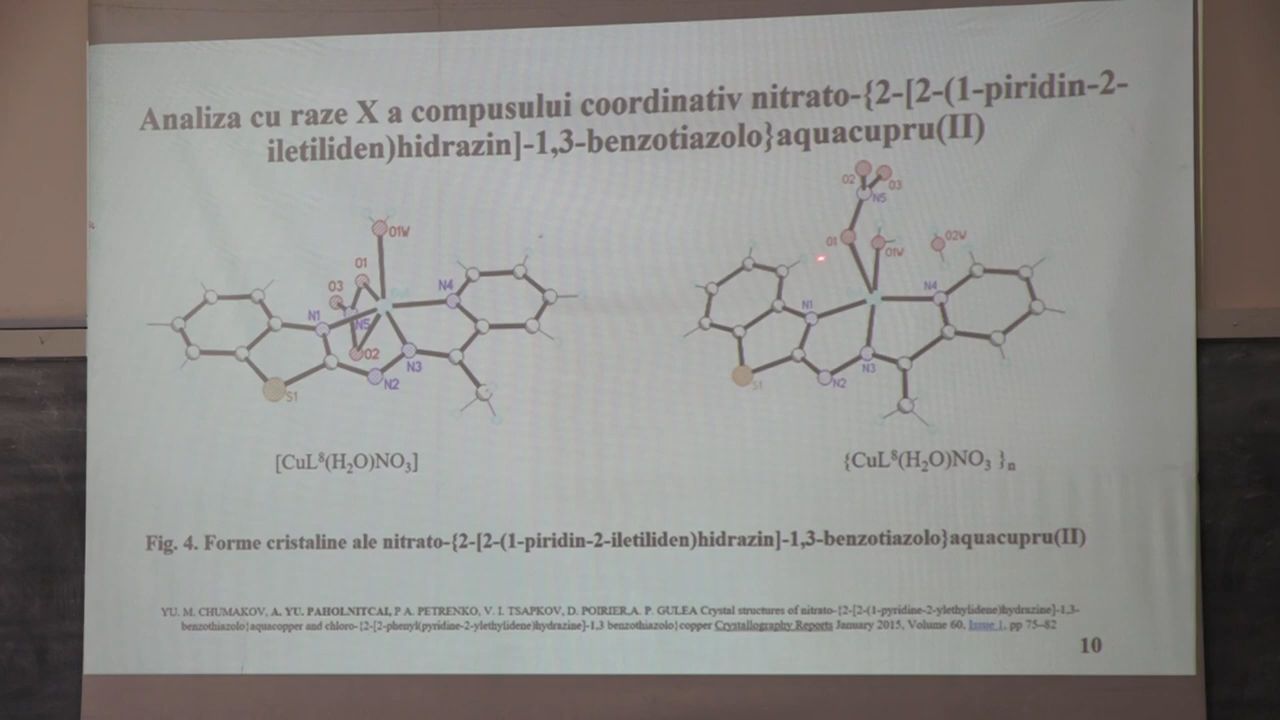 Analiza cu raze X a compusului coordinativ nitrato-{2-[2-(1-piridin-2-
iletiliden)hidrazin]-1,3-benzotiazolo}aquacupru(II)
O1W
O1
O3
N4
N1
N5
O2
N3
N2
S1
O2
O3
N5
O1
O1W
O2W
N4
N1
N3
N2
S1
[CuL⁸(H₂O)NO₃]
{CuL⁸(H₂O)NO₃ }ₙ
Fig. 4. Forme cristaline ale nitrato-{2-[2-(1-piridin-2-iletiliden)hidrazin]-1,3-benzotiazolo}aquacupru(II)
YU. M. CHUMAKOV, A. YU. PAHOLNITCAI, P A. PETRENKO, V. I. TSAPKOV, D. POIRIER,A. P. GULEA Crystal structures of nitrato-{2-[2-(1-pyridine-2-ylethylidene)hydrazine]-1,3-
benzothiazolo}aquacopper and chloro-{2-[2-phenyl(pyridine-2-ylethylidene)hydrazine]-1,3 benzothiazolo}copper Crystallography Reports January 2015, Volume 60, Issue 1, pp 75–82
10